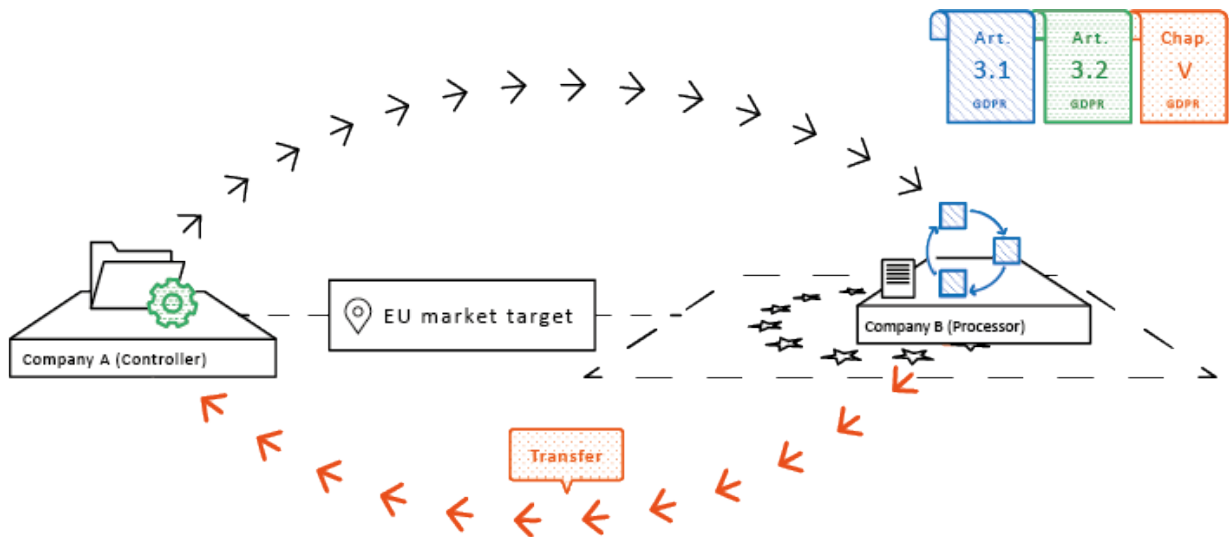 Art.
3.1
GDPR
Art.
3.2
GDPR
Chap.
V
GDPR
EU market target
Company B (Processor)
Company A (Controller)
Transfer